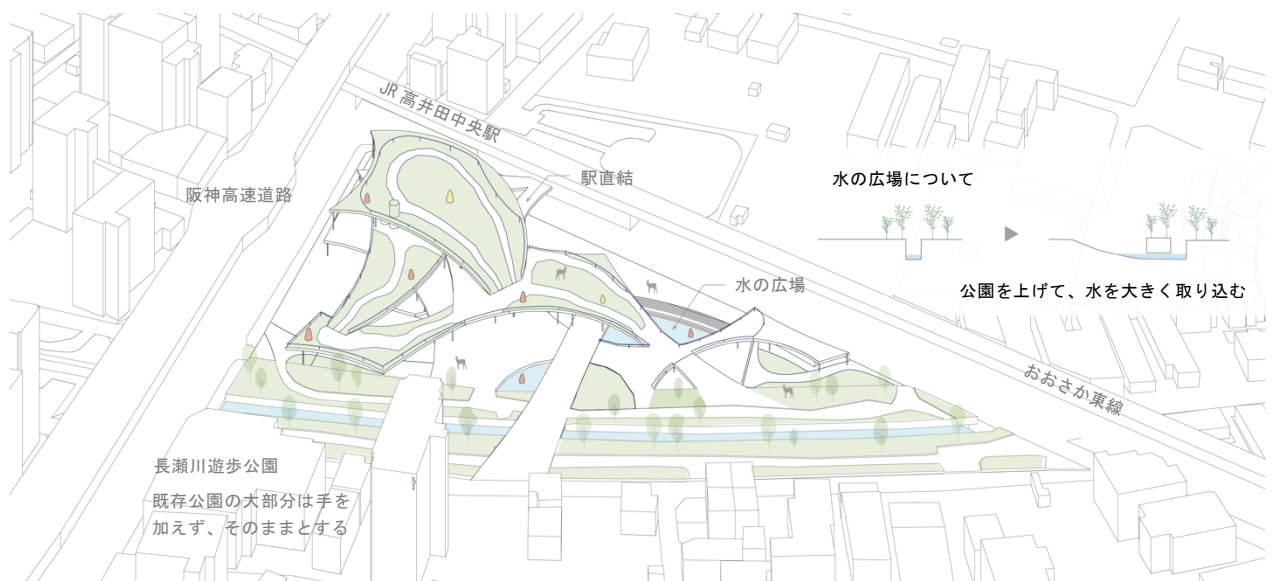 JR 高井田中央駅
阪神高速道路
駅直結
水の広場について
水の広場
公園を上げて、水を大きく取り込む
おおさか東線
長瀬川遊歩公園
既存公園の大部分は手を
加えず、そのままとする